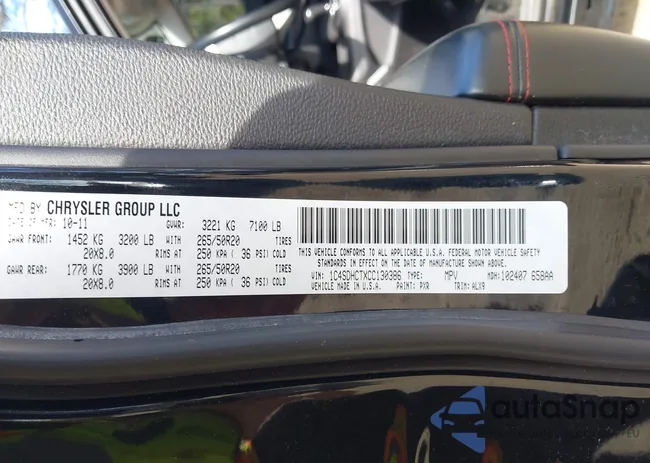 MFD BY CHRYSLER GROUP LLC
DATE OF MFR: 10-11 GVWR: 3221 KG 7100 LB
GAWR FRONT: 1452 KG 3200 LB WITH 265/50R20 TIRES
20X8.0 RIMS AT 250 KPA ( 36 PSI) COLD
GAWR REAR: 1770 KG 3900 LB WITH 265/50R20 TIRES
20X8.0 RIMS AT 250 KPA ( 36 PSI) COLD
THIS VEHICLE CONFORMS TO ALL APPLICABLE U.S.A. FEDERAL MOTOR VEHICLE SAFETY
STANDARDS IN EFFECT ON THE DATE OF MANUFACTURE SHOWN ABOVE.
VIN: 1C4SDHCTXCC130386 TYPE: MPV MDH:102407 658AA
VEHICLE MADE IN U.S.A. PAINT: PXR TRIM: ALX9
autoSnap